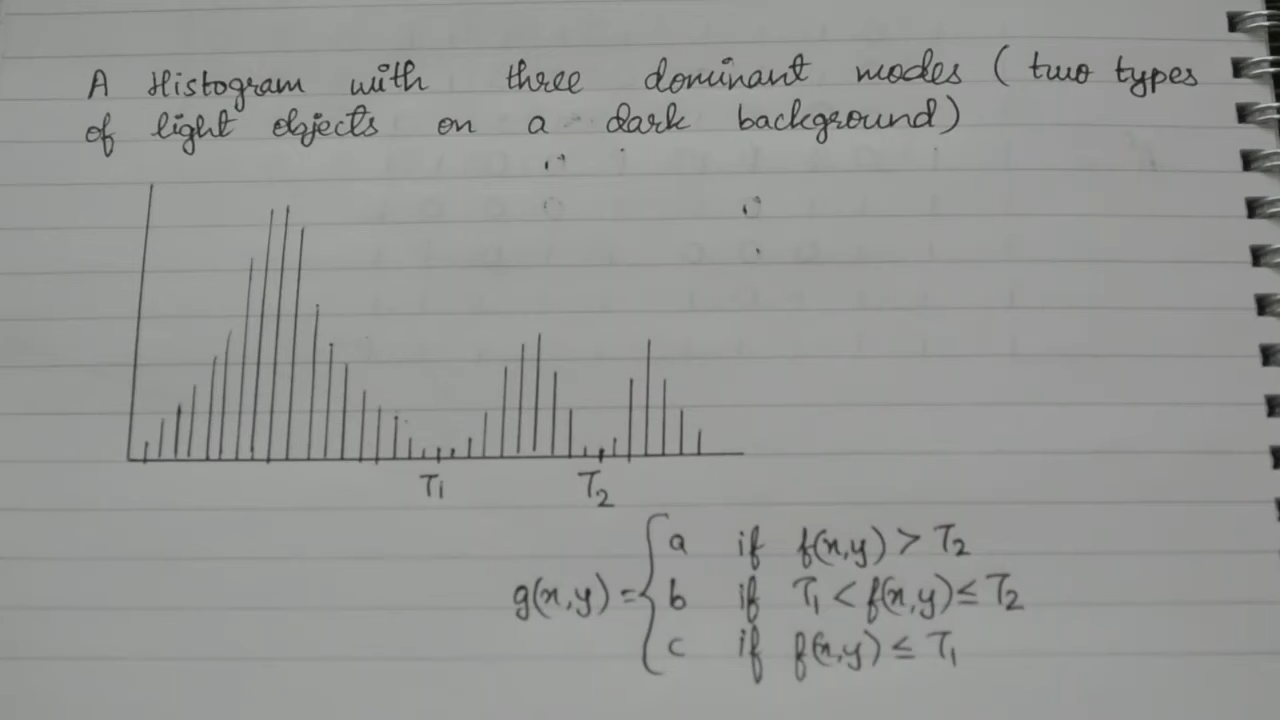 A Histogram with three dominant modes (two types
of light objects on a dark background)
T₁ T₂
a if f(x,y) > T₂
g(x,y) = { b if T₁ < f(x,y) ≤ T₂
c if f(x,y) ≤ T₁